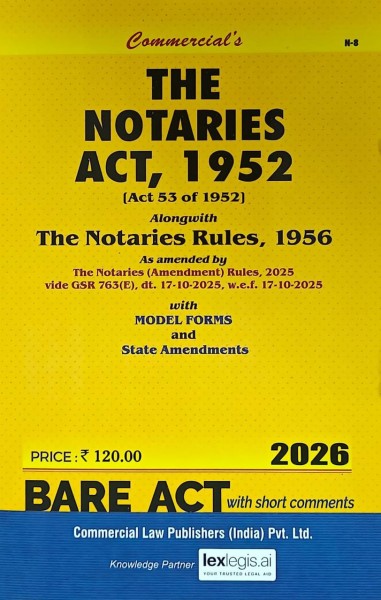 Commercial's
N-8
THE
NOTARIES
ACT, 1952
(Act 53 of 1952)
Alongwith
The Notaries Rules, 1956
As amended by
The Notaries (Amendment) Rules, 2025
vide GSR 763(E), dt. 17-10-2025, w.e.f. 17-10-2025
with
MODEL FORMS
and
State Amendments
PRICE : ₹ 120.00
2026
BARE ACT with short comments
Commercial Law Publishers (India) Pvt. Ltd.
Knowledge Partner
lexlegis.ai
YOUR TRUSTED LEGAL AID